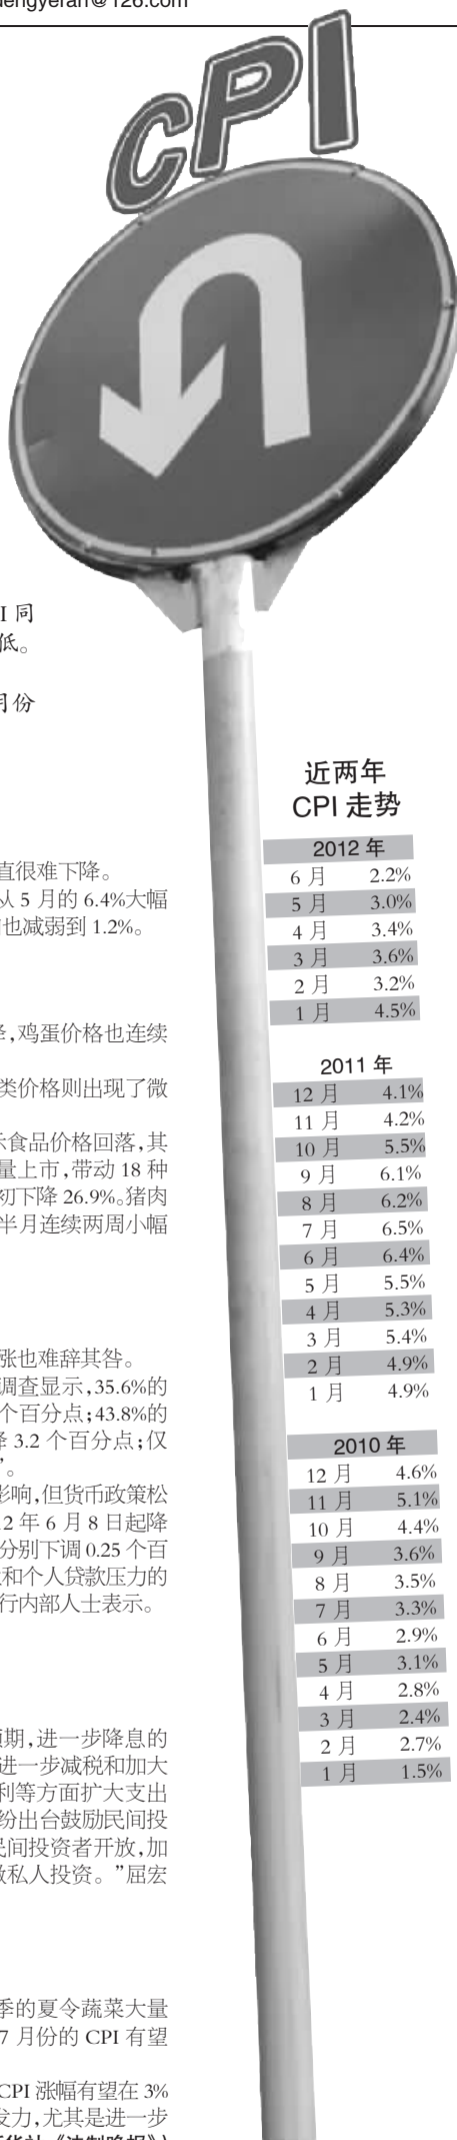 dengyeran@126.com
CPI
I 同
低。
月份
直很难下降。
从 5 月的 6.4%大幅
也减弱到 1.2%。
,鸡蛋价格也连续
类价格则出现了微
示食品价格回落,其
量上市,带动 18 种
初下降 26.9%。猪肉
半月连续两周小幅
涨也难辞其咎。
调查显示,35.6%的
个百分点;43.8%的
降 3.2 个百分点;仅
”。
影响,但货币政策松
2 年 6 月 8 日起降
分别下调 0.25 个百
和个人贷款压力的
行内部人士表示。
预期,进一步降息的
进一步减税和加大
利等方面扩大支出
纷出台鼓励民间投
民间投资者开放,加
放私人投资。”屈宏
季的夏令蔬菜大量
7 月份的 CPI 有望
CPI 涨幅有望在 3%
发力,尤其是进一步
近两年
CPI 走势
2012 年
6 月 2.2%
5 月 3.0%
4 月 3.4%
3 月 3.6%
2 月 3.2%
1 月 4.5%
2011 年
12 月 4.1%
11 月 4.2%
10 月 5.5%
9 月 6.1%
8 月 6.2%
7 月 6.5%
6 月 6.4%
5 月 5.5%
4 月 5.3%
3 月 5.4%
2 月 4.9%
1 月 4.9%
2010 年
12 月 4.6%
11 月 5.1%
10 月 4.4%
9 月 3.6%
8 月 3.5%
7 月 3.3%
6 月 2.9%
5 月 3.1%
4 月 2.8%
3 月 2.4%
2 月 2.7%
1 月 1.5%